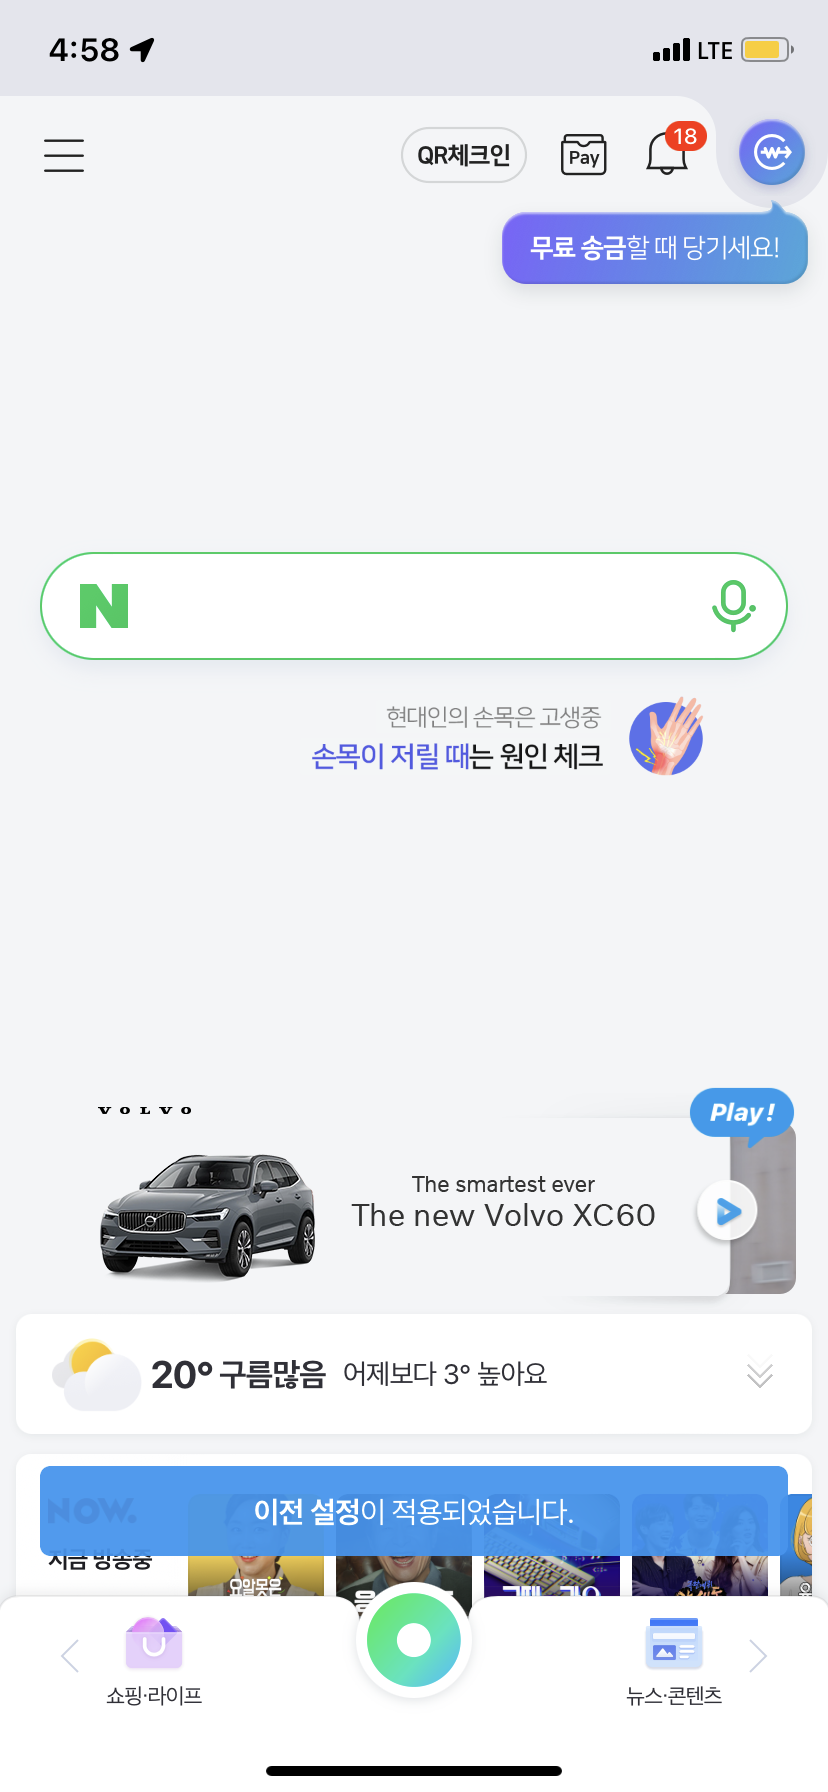 4:58
LTE
QR체크인
Pay
18
무료 송금할 때 당기세요!
N
현대인의 손목은 고생중
손목이 저릴 때는 원인 체크
VOLVO
Play!
The smartest ever
The new Volvo XC60
20° 구름많음 어제보다 3° 높아요
NOW.
이전 설정이 적용되었습니다.
지금 방송중
요알못은
쇼핑·라이프
뉴스·콘텐츠